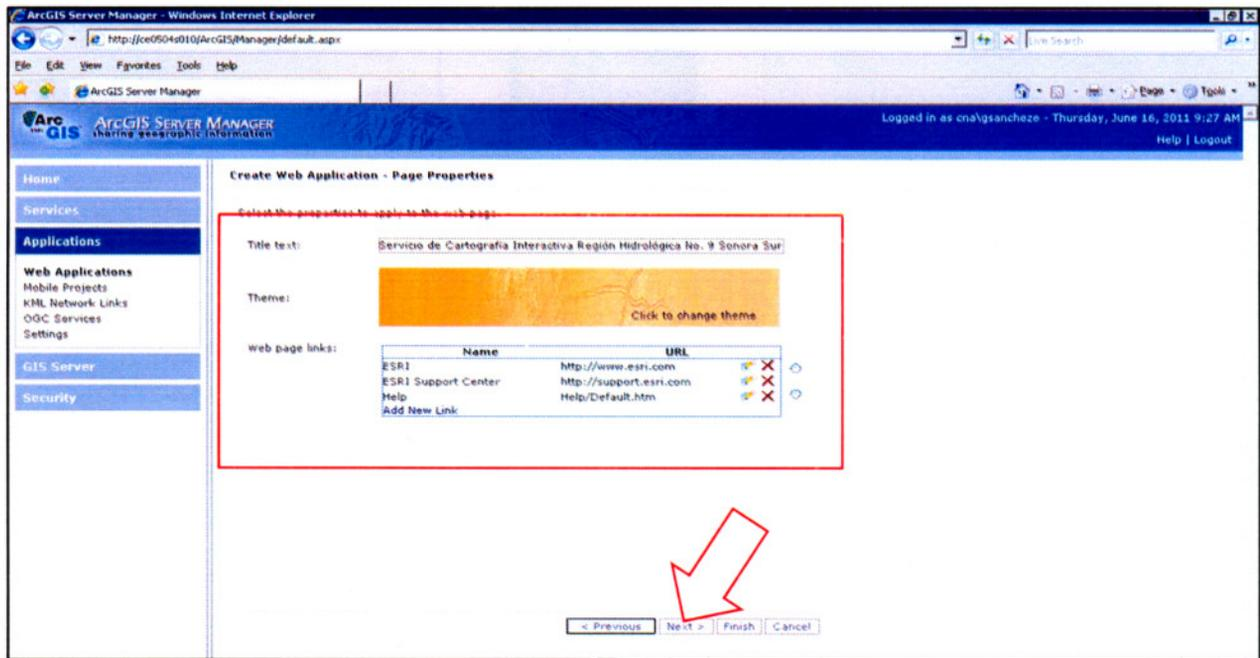 ArcGIS Server Manager - Windows Internet Explorer
http://ce0504s010/ArcGIS/Manager/default.aspx
Live Search
File Edit View Favorites Tools Help
ArcGIS Server Manager
Page Tools
Arc GIS
ArcGIS Server Manager
sharing geographic information
Logged in as cna\gsancheze - Thursday, June 16, 2011 9:27 AM
Help | Logout
Home
Services
Applications
Web Applications
Mobile Projects
KML Network Links
OGC Services
Settings
GIS Server
Security
Create Web Application - Page Properties
Select the properties to apply to the web page.
Title text: Servicio de Cartografía Interactiva Región Hidrológica No. 9 Sonora Sur
Theme: Click to change theme
Web page links:
Name URL
ESRI http://www.esri.com
ESRI Support Center http://support.esri.com
Help Help/Default.htm
Add New Link
< Previous Next > Finish Cancel